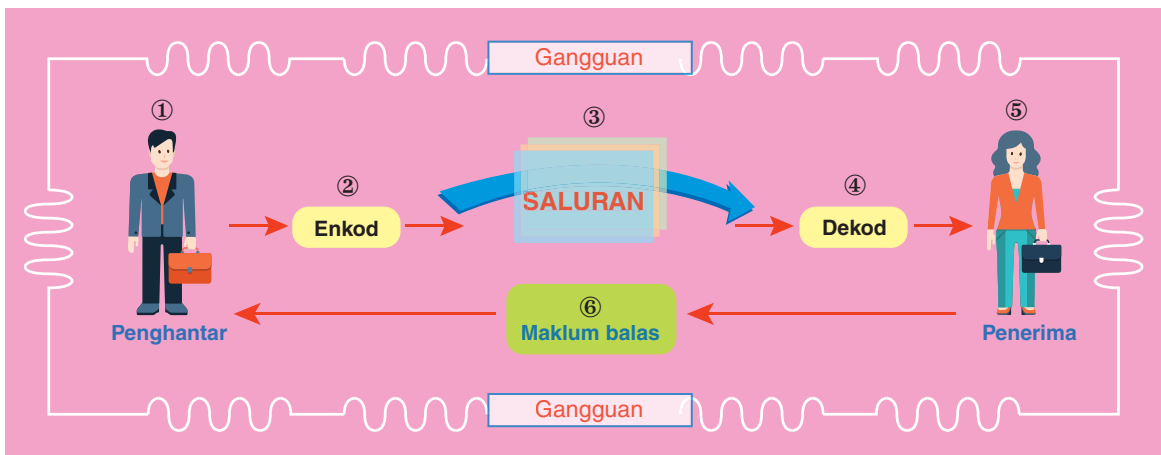 Gangguan
①
②
③
④
⑤
SALURAN
Enkod
Dekod
⑥
Maklum balas
Penghantar
Penerima
Gangguan